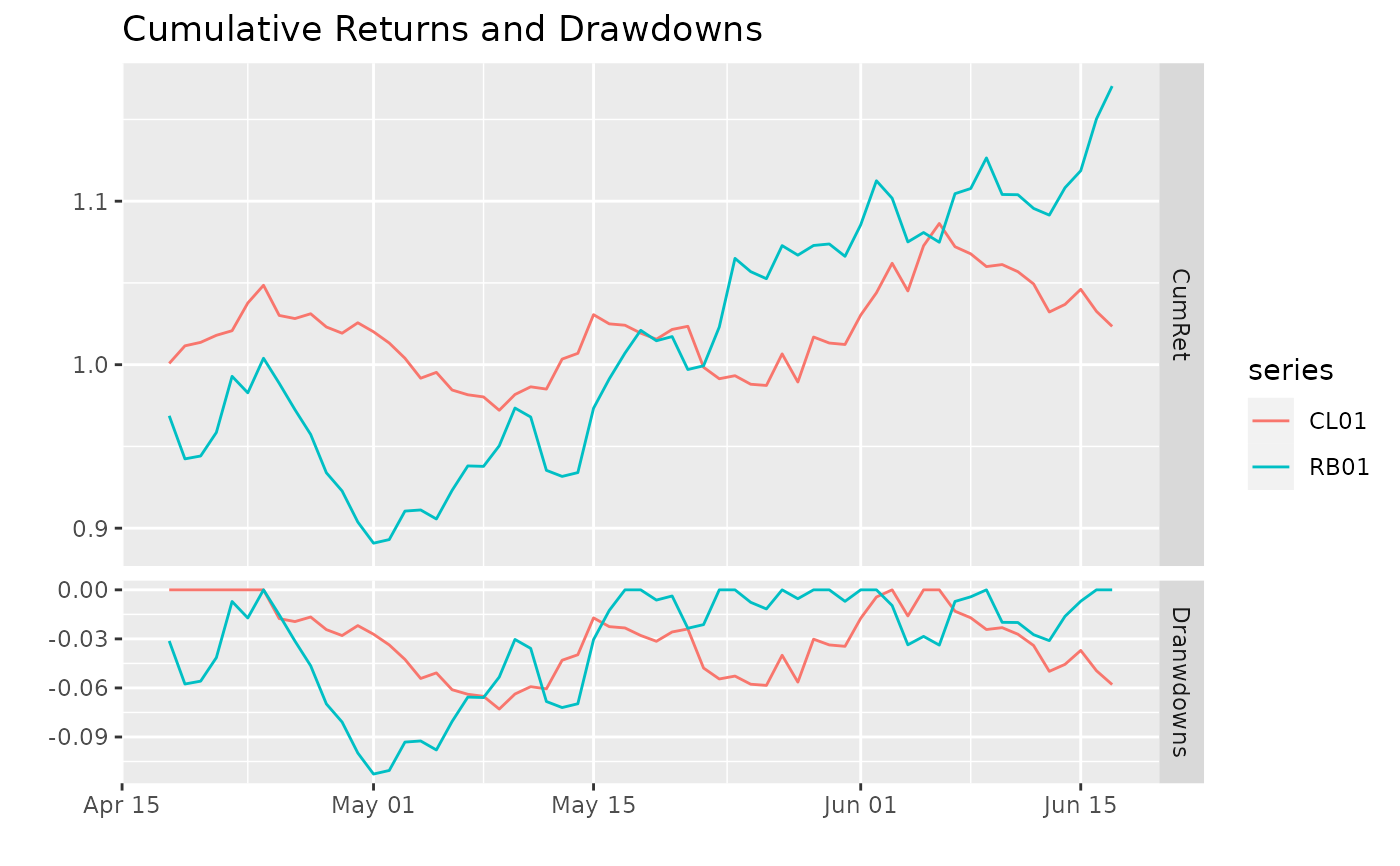 Cumulative Returns and Drawdowns
1.1
1.0
0.9
CumRet
0.00
-0.03
-0.06
-0.09
Dranwdowns
Apr 15
May 01
May 15
Jun 01
Jun 15
series
CL01
RB01